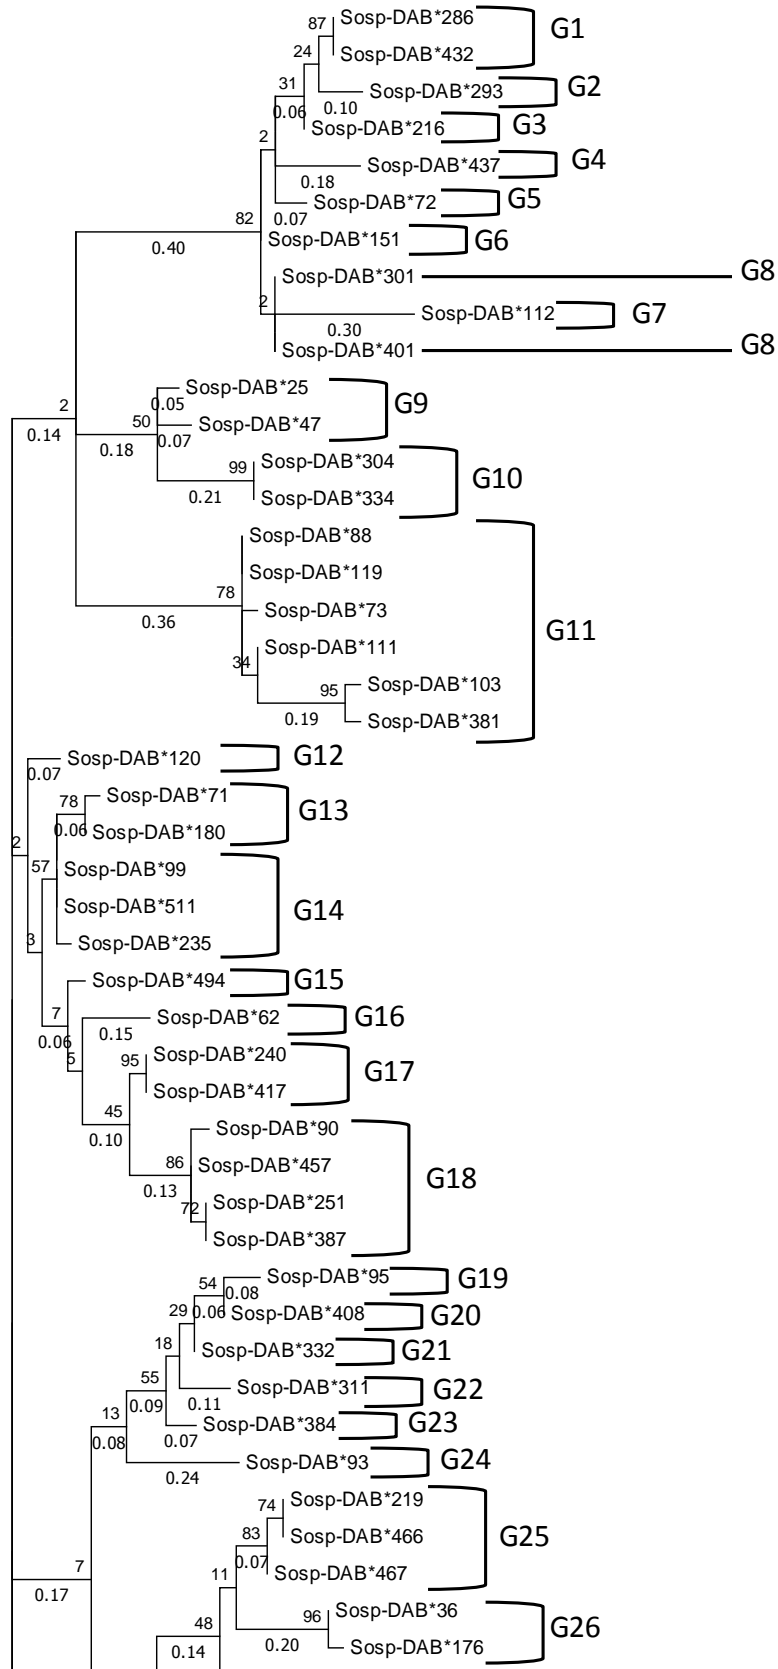 87 Sosp-DAB*286 G1
24 Sosp-DAB*432
31 Sosp-DAB*293 G2
0.06 0.10
Sosp-DAB*216 G3
2 Sosp-DAB*437 G4
0.18
Sosp-DAB*72 G5
82 0.07
0.40 Sosp-DAB*151 G6
Sosp-DAB*301 G8
2 Sosp-DAB*112 G7
0.30
Sosp-DAB*401 G8
Sosp-DAB*25 G9
0.05
2 50 Sosp-DAB*47
0.14 0.18 0.07
99 Sosp-DAB*304 G10
0.21 Sosp-DAB*334
Sosp-DAB*88
Sosp-DAB*119
78 Sosp-DAB*73 G11
0.36
34 Sosp-DAB*111
95 Sosp-DAB*103
0.19 Sosp-DAB*381
Sosp-DAB*120 G12
0.07
78 Sosp-DAB*71 G13
0.06 Sosp-DAB*180
2 57 Sosp-DAB*99
Sosp-DAB*511 G14
3 Sosp-DAB*235
Sosp-DAB*494 G15
7 Sosp-DAB*62 G16
0.06 0.15
5 95 Sosp-DAB*240 G17
Sosp-DAB*417
45 Sosp-DAB*90
0.10
86 Sosp-DAB*457 G18
0.13
72 Sosp-DAB*251
Sosp-DAB*387
54 Sosp-DAB*95 G19
0.08
29 0.06 Sosp-DAB*408 G20
18 Sosp-DAB*332 G21
55 Sosp-DAB*311 G22
0.09 0.11
13 Sosp-DAB*384 G23
0.08 0.07
Sosp-DAB*93 G24
0.24
74 Sosp-DAB*219
83 Sosp-DAB*466 G25
0.07
7 11 Sosp-DAB*467
0.17
48 96 Sosp-DAB*36 G26
0.14 0.20 Sosp-DAB*176